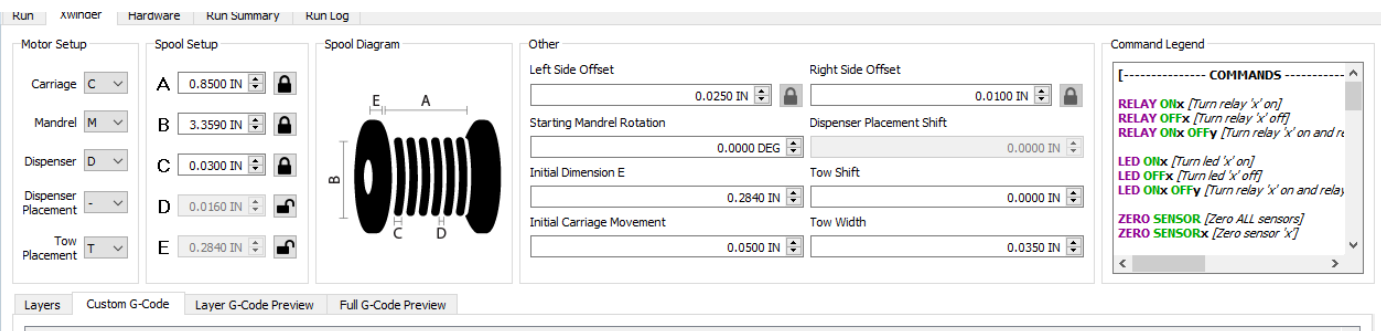 Run Xwinder Hardware Run Summary Run Log
Motor Setup
Carriage C
Mandrel M
Dispenser D
Dispenser
Placement -
Tow
Placement T
Spool Setup
A 0.8500 IN
B 3.3590 IN
C 0.0300 IN
D 0.0160 IN
E 0.2840 IN
Spool Diagram
E A
B
C D
Other
Left Side Offset
0.0250 IN
Right Side Offset
0.0100 IN
Starting Mandrel Rotation
0.0000 DEG
Dispenser Placement Shift
0.0000 IN
Initial Dimension E
0.2840 IN
Tow Shift
0.0000 IN
Initial Carriage Movement
0.0500 IN
Tow Width
0.0350 IN
Command Legend
[--------------- COMMANDS -----------
RELAY ONx [Turn relay 'x' on]
RELAY OFFx [Turn relay 'x' off]
RELAY ONx OFFy [Turn relay 'x' on and re
LED ONx [Turn led 'x' on]
LED OFFx [Turn led 'x' off]
LED ONx OFFy [Turn relay 'x' on and relay
ZERO SENSOR [Zero ALL sensors]
ZERO SENSORx [Zero sensor 'x']
Layers Custom G-Code Layer G-Code Preview Full G-Code Preview